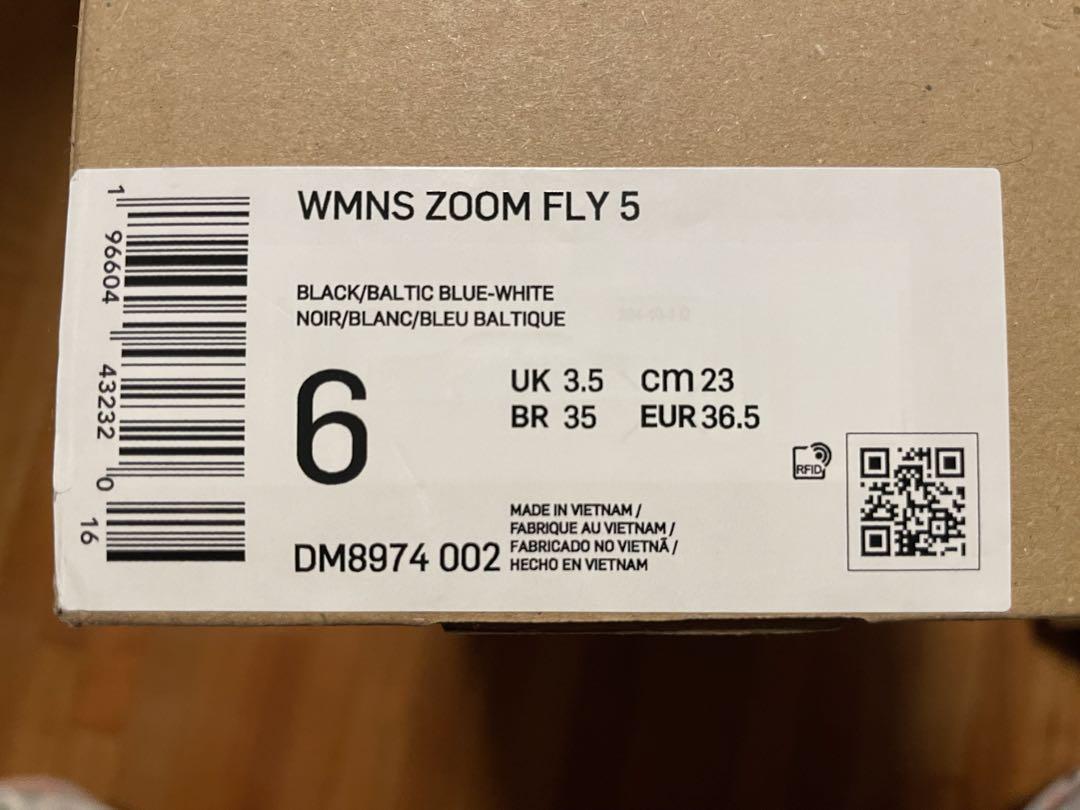 WMNS ZOOM FLY 5
BLACK/BALTIC BLUE-WHITE
NOIR/BLANC/BLEU BALTIQUE
6
UK 3.5 cm 23
BR 35 EUR 36.5
RFID
MADE IN VIETNAM /
FABRIQUE AU VIETNAM /
FABRICADO NO VIETNÃ /
HECHO EN VIETNAM
DM8974 002
1 96604 43232 0 16